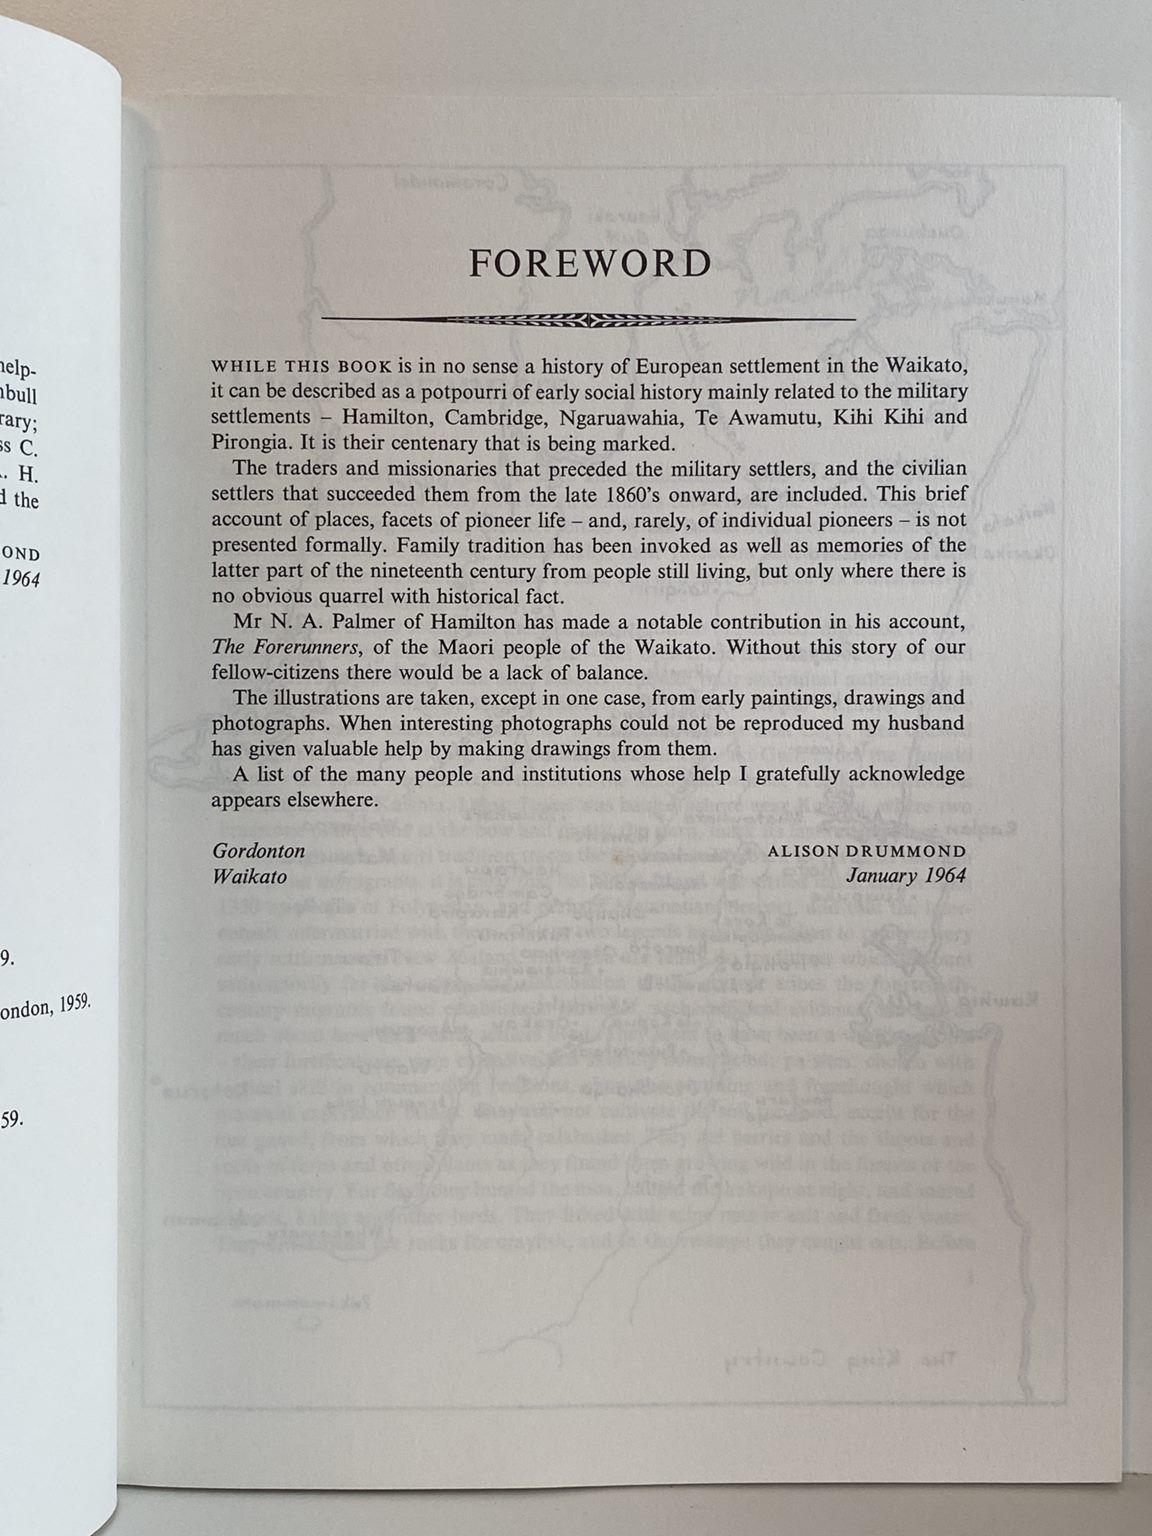 help-
9.
London, 1959.
59.
OND
1964
C.
H.
the
FOREWORD
WHILE THIS BOOK is in no sense a history of European settlement in the Waikato,
it can be described as a potpourri of early social history mainly related to the military
settlements – Hamilton, Cambridge, Ngaruawahia, Te Awamutu, Kihi Kihi and
Pirongia. It is their centenary that is being marked.
The traders and missionaries that preceded the military settlers, and the civilian
settlers that succeeded them from the late 1860's onward, are included. This brief
account of places, facets of pioneer life – and, rarely, of individual pioneers – is not
presented formally. Family tradition has been invoked as well as memories of the
latter part of the nineteenth century from people still living, but only where there is
no obvious quarrel with historical fact.
Mr N. A. Palmer of Hamilton has made a notable contribution in his account,
The Forerunners, of the Maori people of the Waikato. Without this story of our
fellow-citizens there would be a lack of balance.
The illustrations are taken, except in one case, from early paintings, drawings and
photographs. When interesting photographs could not be reproduced my husband
has given valuable help by making drawings from them.
A list of the many people and institutions whose help I gratefully acknowledge
appears elsewhere.
Gordonton
Waikato
ALISON DRUMMOND
January 1964